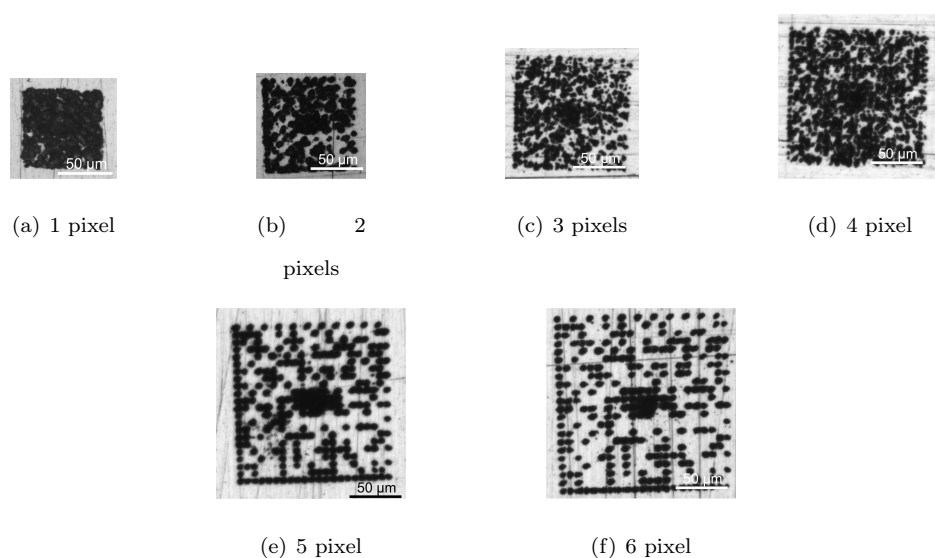 50 µm
50 µm
50 µm
50 µm
(a) 1 pixel
(b) 2
pixels
(c) 3 pixels
(d) 4 pixel
50 µm
50 µm
(e) 5 pixel
(f) 6 pixel